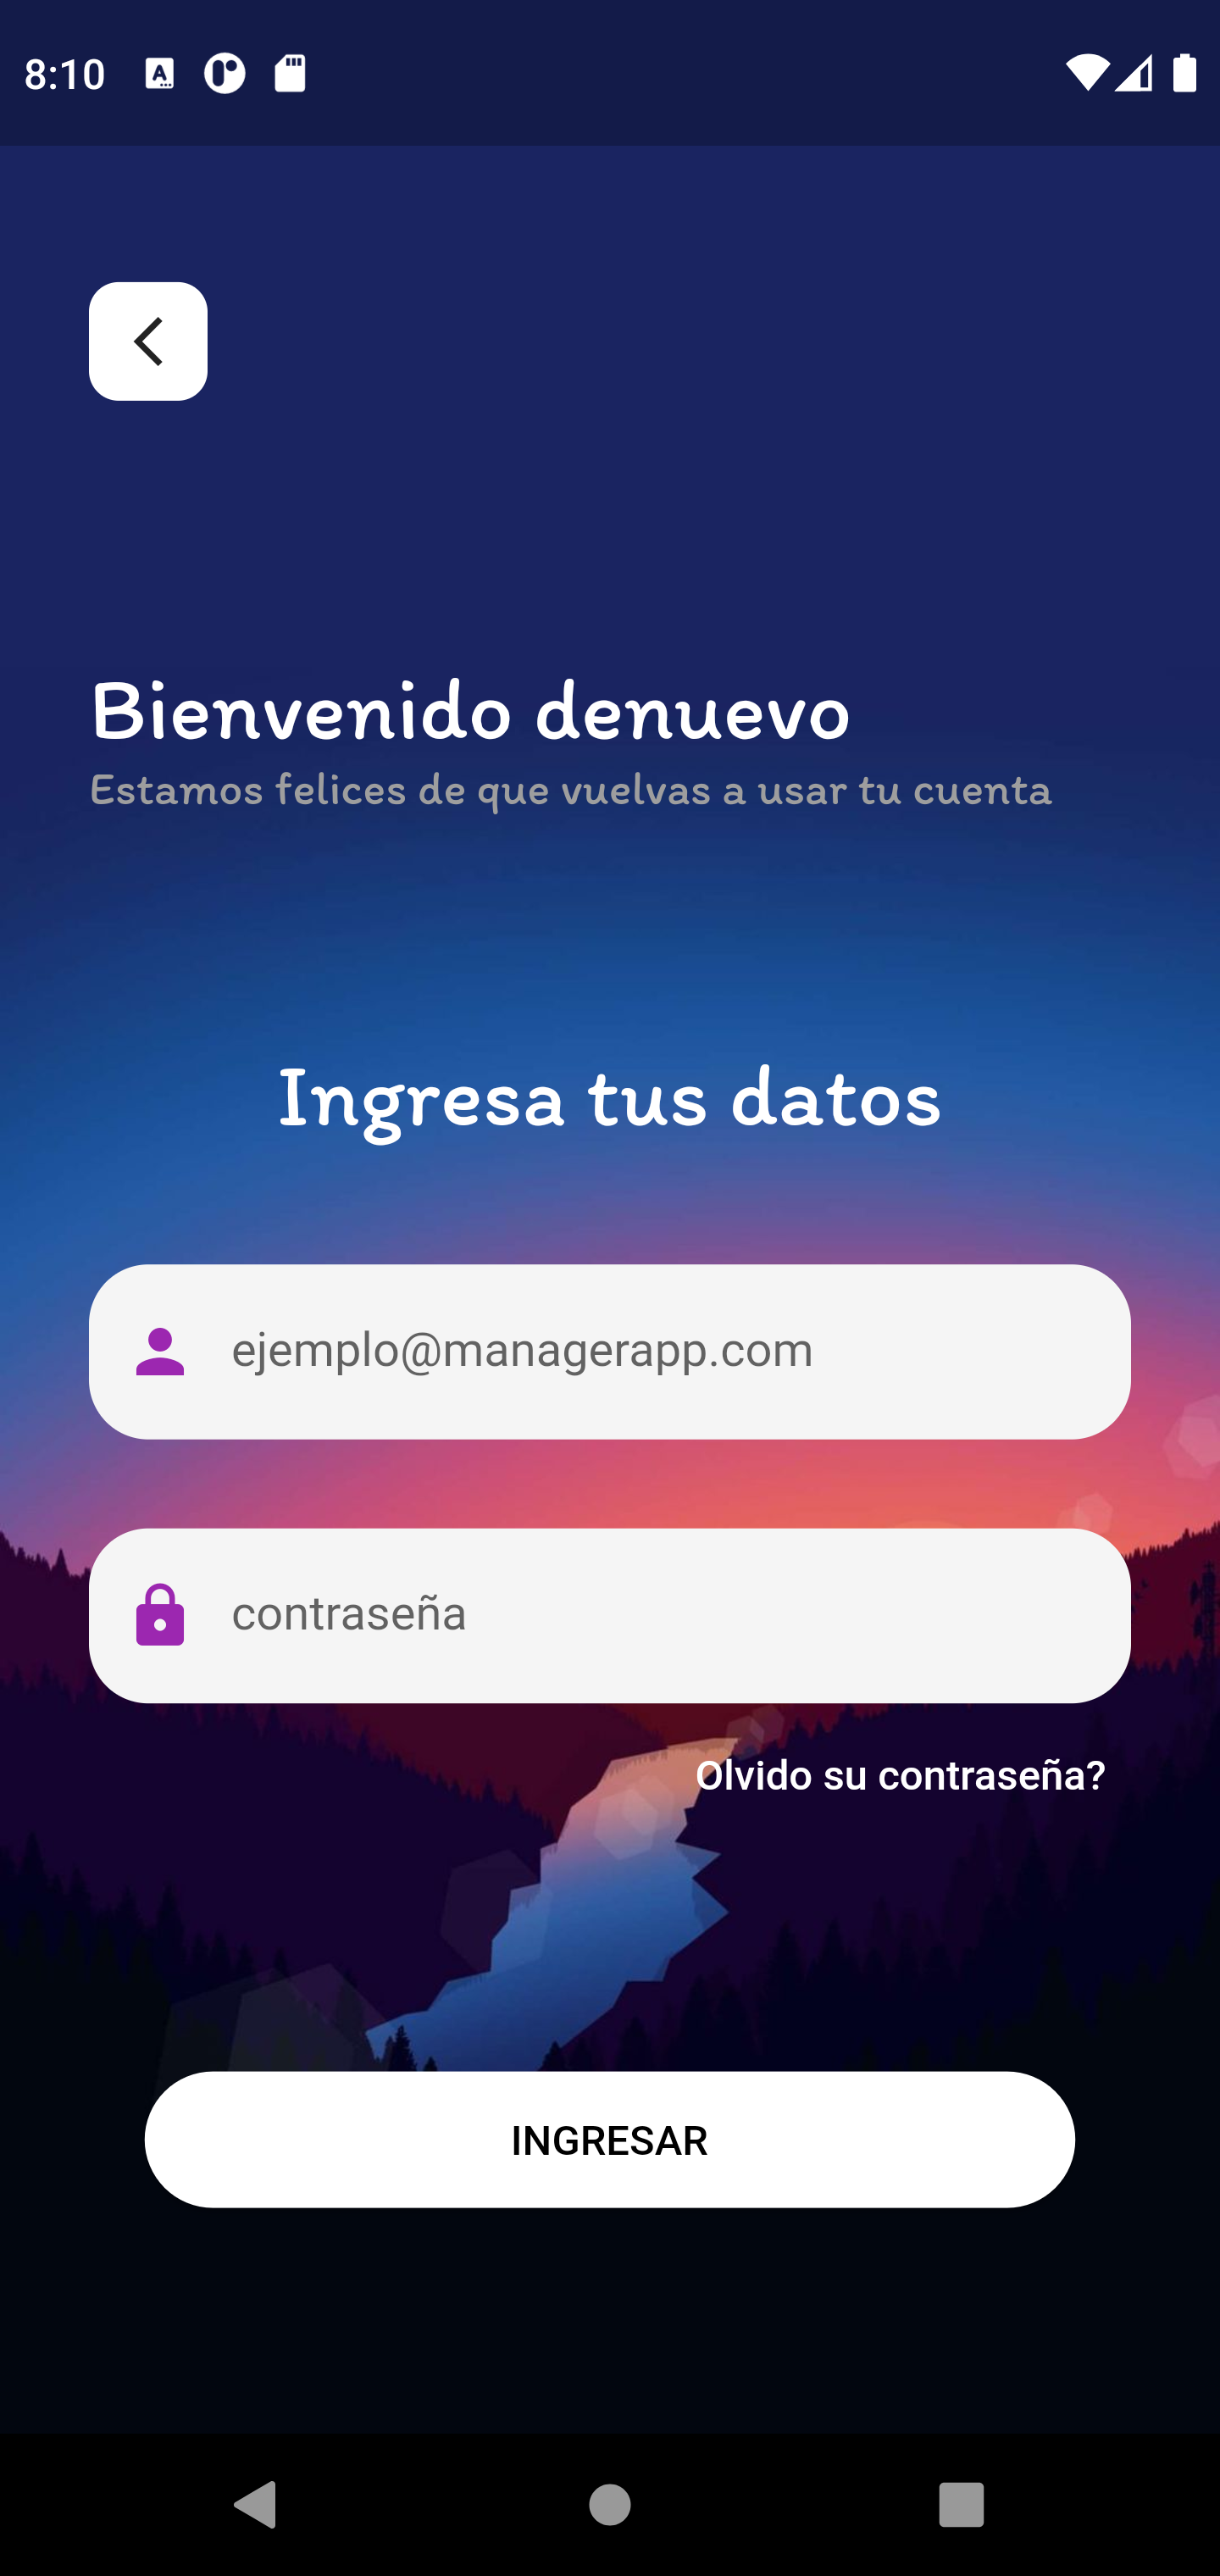 8:10
Bienvenido denuevo
Estamos felices de que vuelvas a usar tu cuenta
Ingresa tus datos
ejemplo@managerapp.com
contraseña
Olvido su contraseña?
INGRESAR